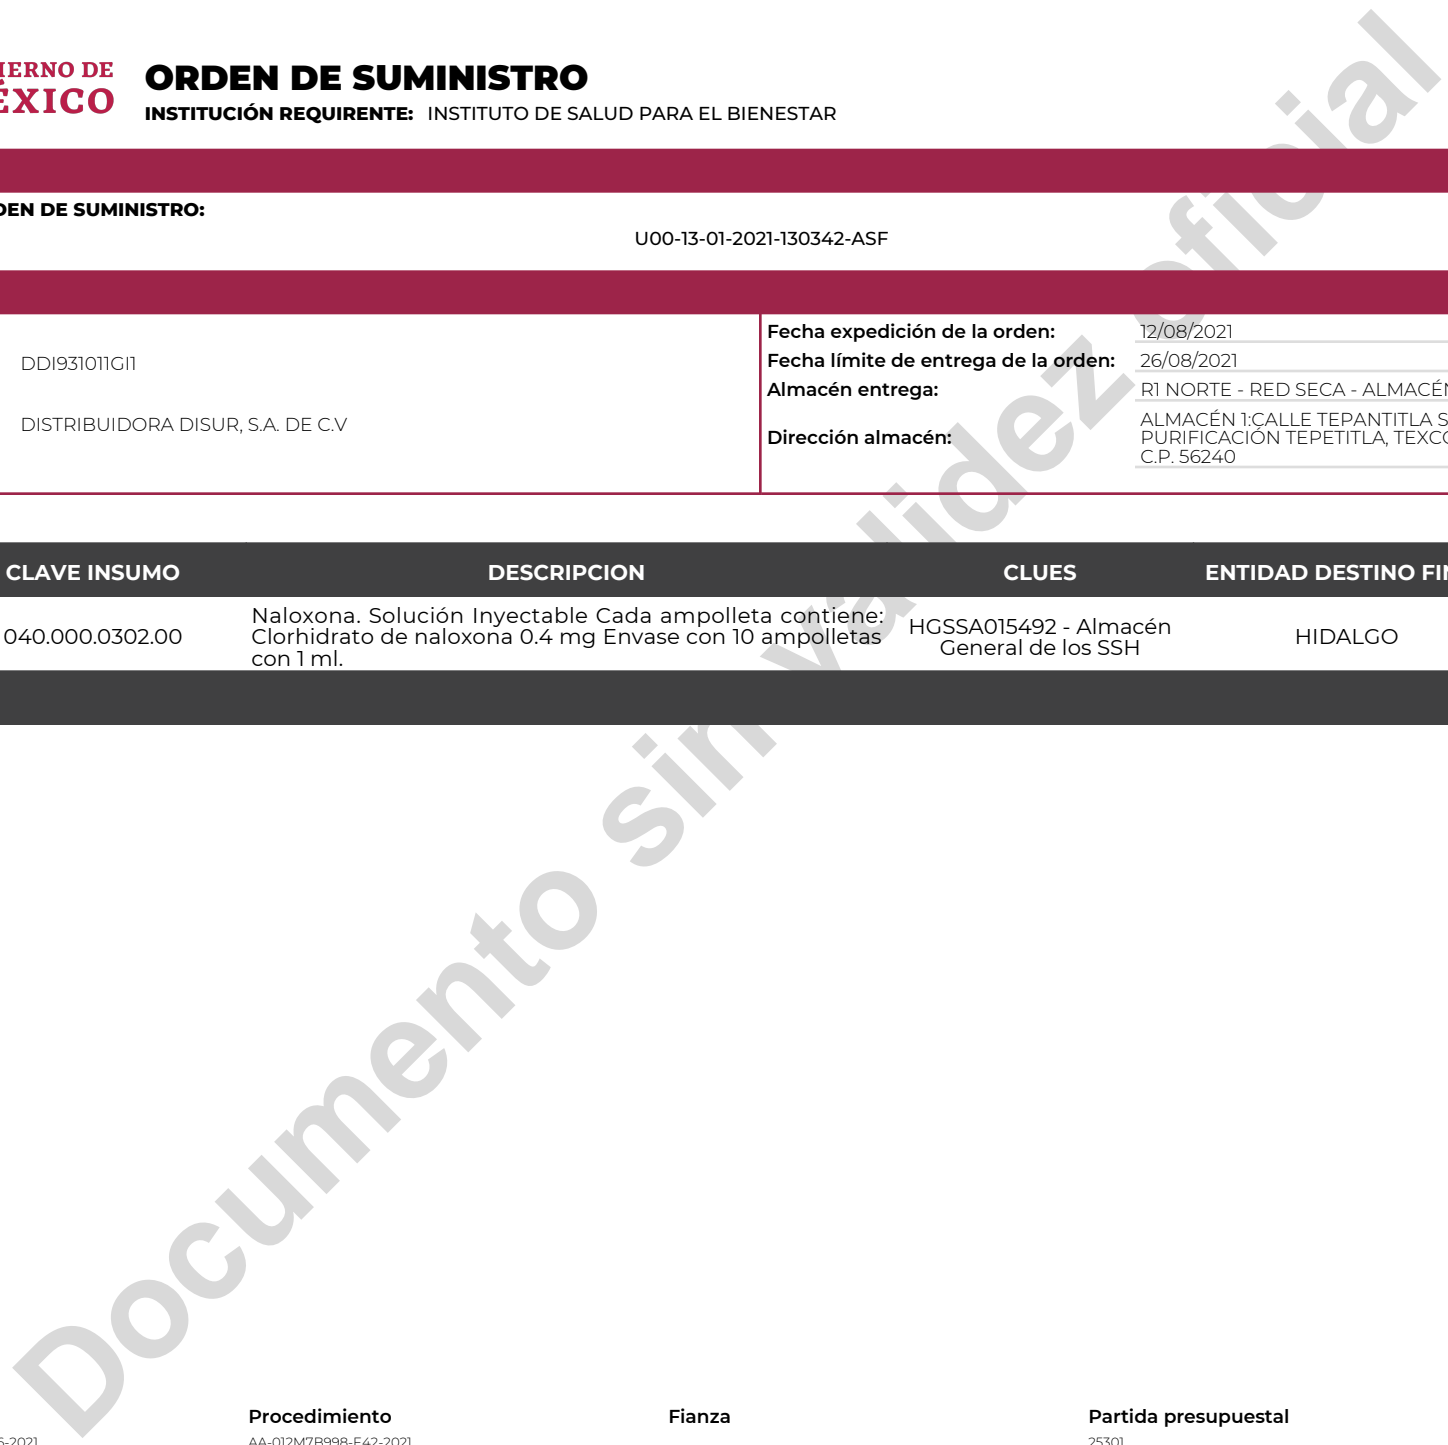 IERNO DE
ÉXICO
ORDEN DE SUMINISTRO
INSTITUCIÓN REQUIRENTE: INSTITUTO DE SALUD PARA EL BIENESTAR
DEN DE SUMINISTRO:
U00-13-01-2021-130342-ASF
DDI931011GI1
DISTRIBUIDORA DISUR, S.A. DE C.V
Fecha expedición de la orden: 12/08/2021
Fecha límite de entrega de la orden: 26/08/2021
Almacén entrega: R1 NORTE - RED SECA - ALMACÉN
Dirección almacén: ALMACÉN 1:CALLE TEPANTITLA S
PURIFICACIÓN TEPETITLA, TEXCO
C.P. 56240
CLAVE INSUMO DESCRIPCION CLUES ENTIDAD DESTINO FIN
040.000.0302.00
Naloxona. Solución Inyectable Cada ampolleta contiene:
Clorhidrato de naloxona 0.4 mg Envase con 10 ampolletas
con 1 ml.
HGSSA015492 - Almacén
General de los SSH
HIDALGO
Documento sin validez oficial
Procedimiento Fianza Partida presupuestal
-2021 AA-012M7B998-E42-2021 25301